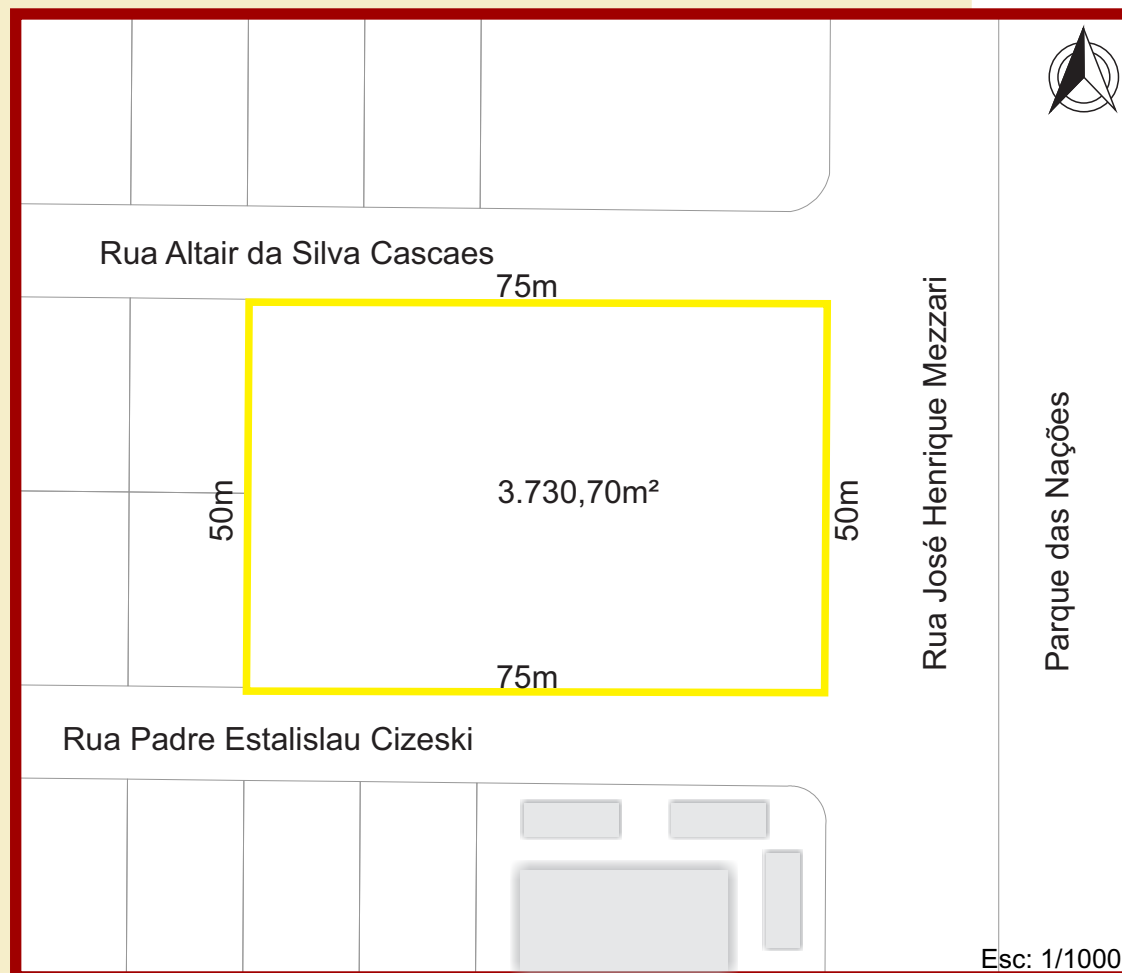 Rua Altair da Silva Cascaes
75m
Rua José Henrique Mezzari
Parque das Nações
50m
3.730,70m²
50m
75m
Rua Padre Estalislau Cizeski
Esc: 1/1000